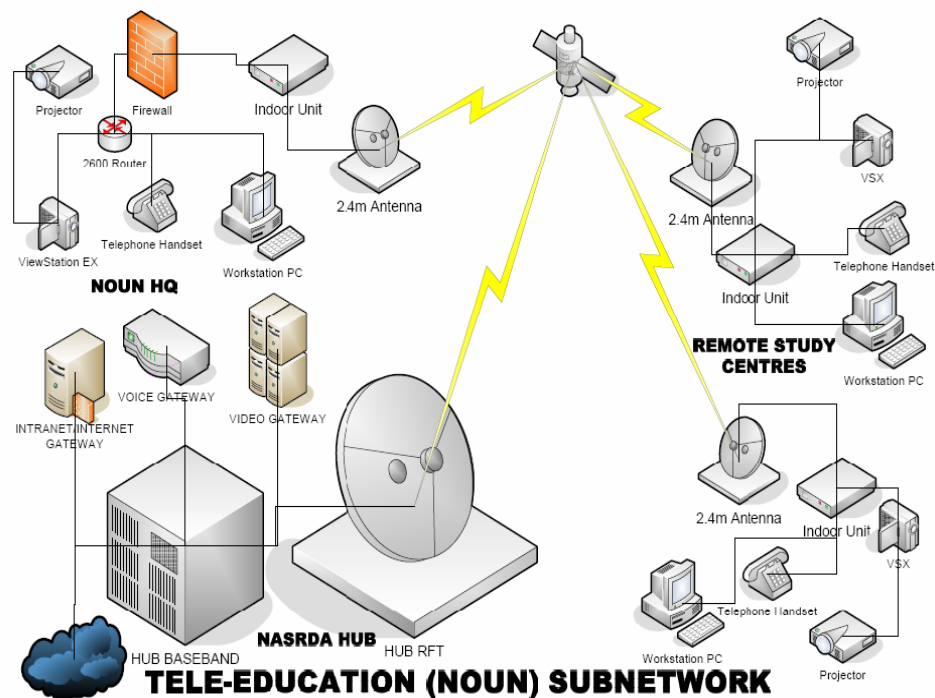 Projector
Firewall
Indoor Unit
2600 Router
2.4m Antenna
ViewStation EX
Telephone Handset
Workstation PC
NOUN HQ
Projector
VSX
2.4m Antenna
Telephone Handset
Indoor Unit
REMOTE STUDY
CENTRES
Workstation PC
INTRANET/INTERNET
GATEWAY
VOICE GATEWAY
VIDEO GATEWAY
2.4m Antenna
Indoor Unit
VSX
Telephone Handset
Workstation PC
Projector
HUB BASEBAND
NASRDA HUB
HUB RFT
TELE-EDUCATION (NOUN) SUBNETWORK